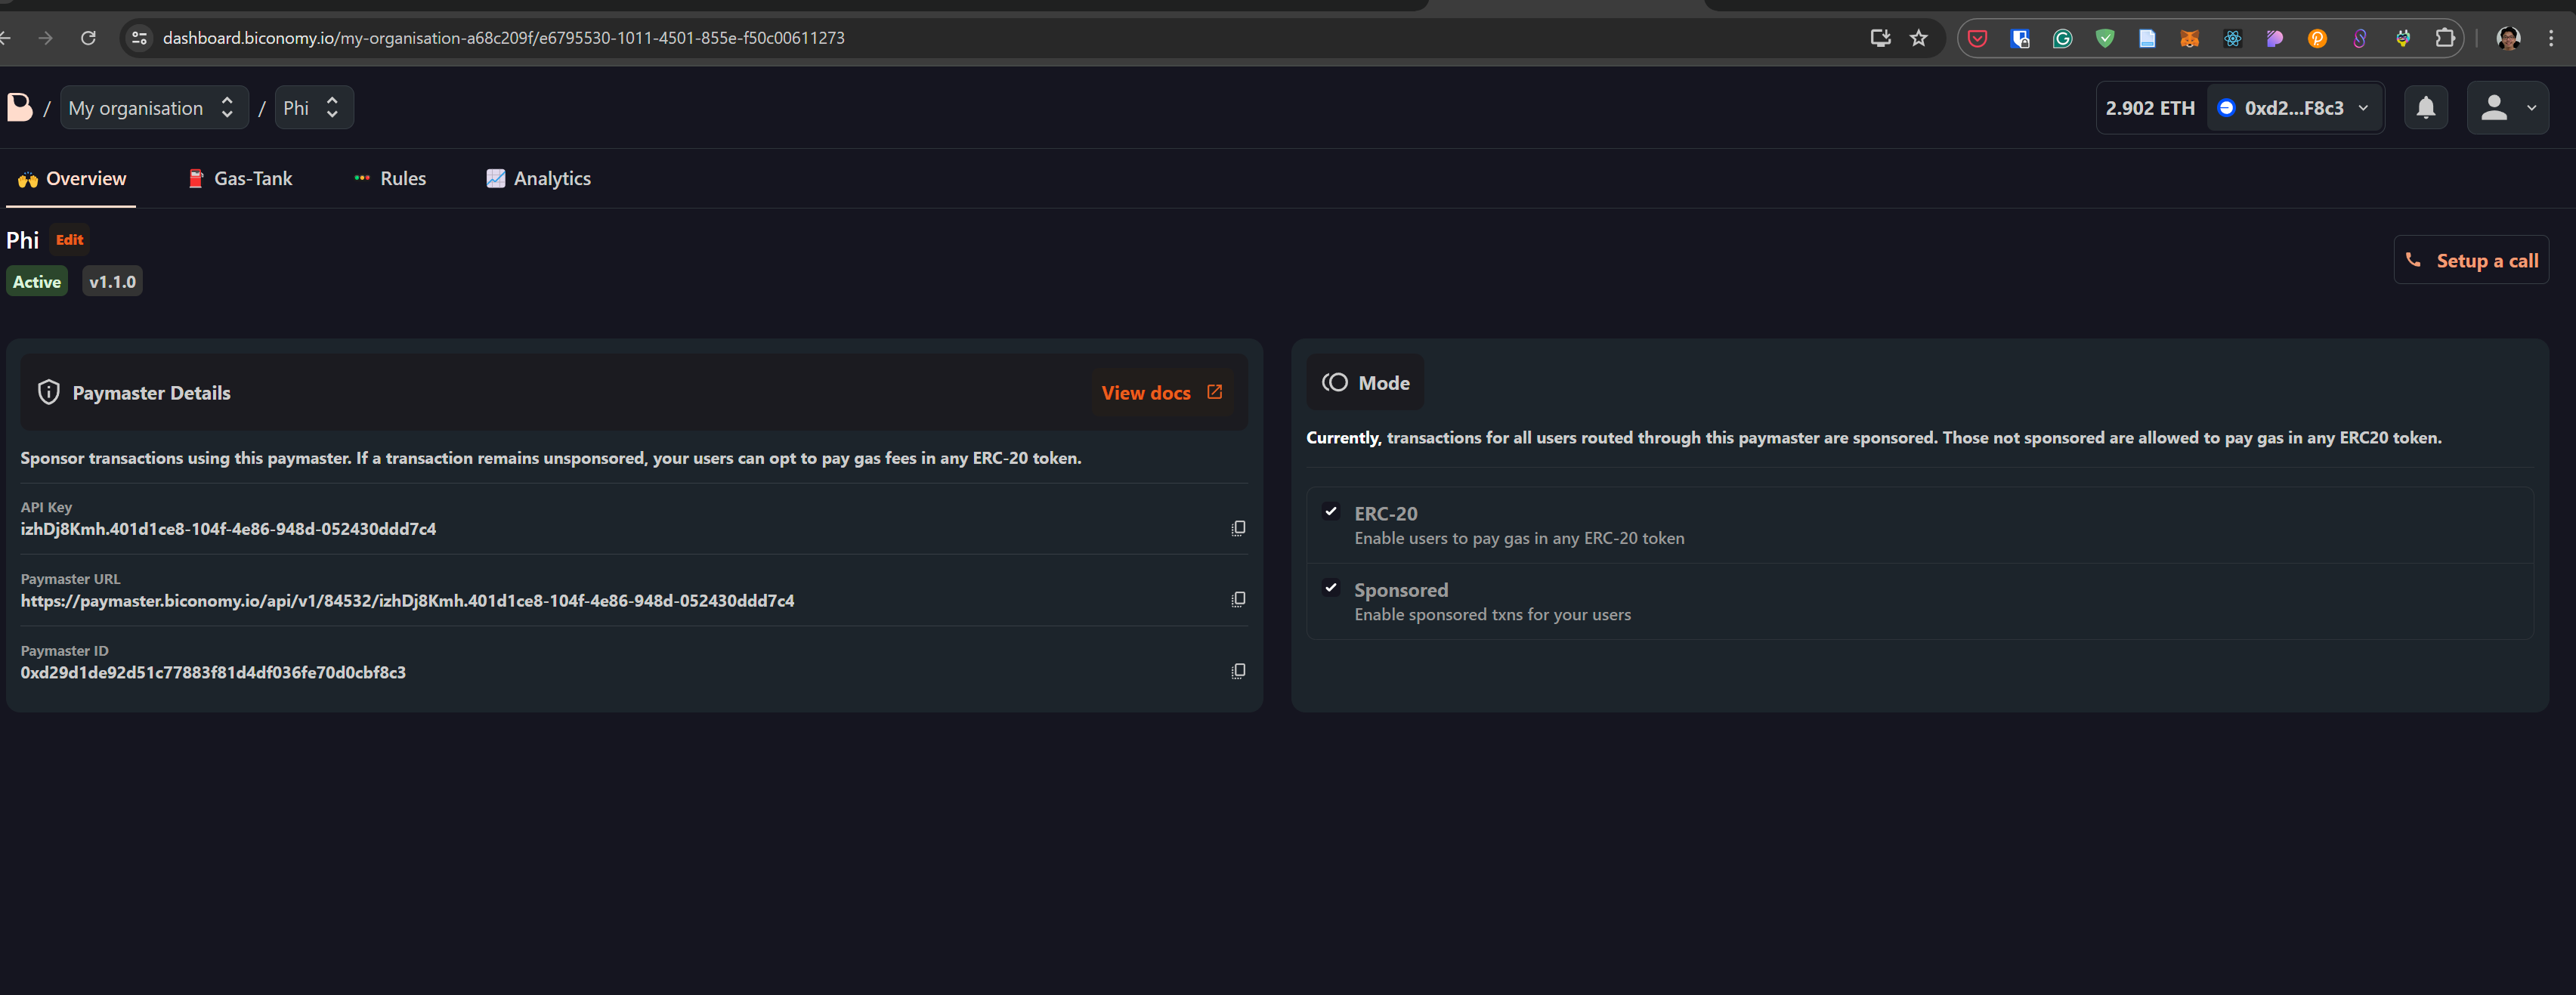 dashboard.biconomy.io/my-organisation-a68c209f/e6795530-1011-4501-855e-f50c00611273
/ My organisation / Phi
2.902 ETH 0xd2...F8c3
Overview Gas-Tank Rules Analytics
Phi Edit
Active v1.1.0
Setup a call
Paymaster Details View docs
Sponsor transactions using this paymaster. If a transaction remains unsponsored, your users can opt to pay gas fees in any ERC-20 token.
API Key
izhDj8Kmh.401d1ce8-104f-4e86-948d-052430ddd7c4
Paymaster URL
https://paymaster.biconomy.io/api/v1/84532/izhDj8Kmh.401d1ce8-104f-4e86-948d-052430ddd7c4
Paymaster ID
0xd29d1de92d51c77883f81d4df036fe70d0cbf8c3
Mode
Currently, transactions for all users routed through this paymaster are sponsored. Those not sponsored are allowed to pay gas in any ERC20 token.
ERC-20
Enable users to pay gas in any ERC-20 token
Sponsored
Enable sponsored txns for your users